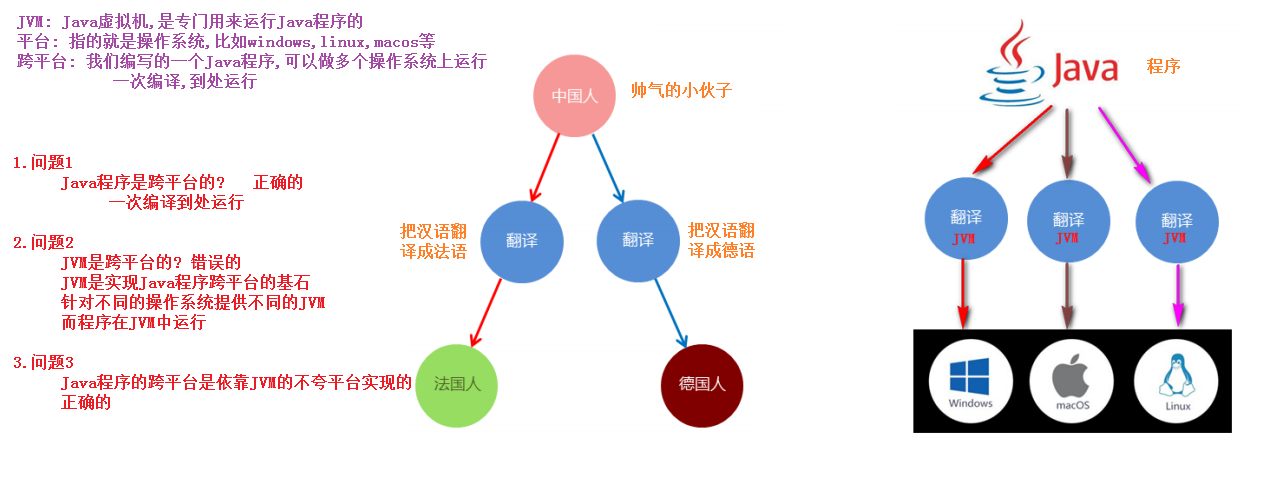 JVM: Java虚拟机,是专门用来运行Java程序的
平台: 指的就是操作系统,比如windows,linux,macos等
跨平台: 我们编写的一个Java程序,可以做多个操作系统上运行
一次编译,到处运行
1.问题1
Java程序是跨平台的? 正确的
一次编译到处运行
2.问题2
JVM是跨平台的? 错误的
JVM是实现Java程序跨平台的基石
针对不同的操作系统提供不同的JVM
而程序在JVM中运行
3.问题3
Java程序的跨平台是依靠JVM的不夸平台实现的
正确的
中国人
帅气的小伙子
把汉语翻
译成法语
翻译
翻译
把汉语翻
译成德语
法国人
德国人
Java
程序
翻译
JVM
翻译
JVM
翻译
JVM
Windows
macOS
Linux